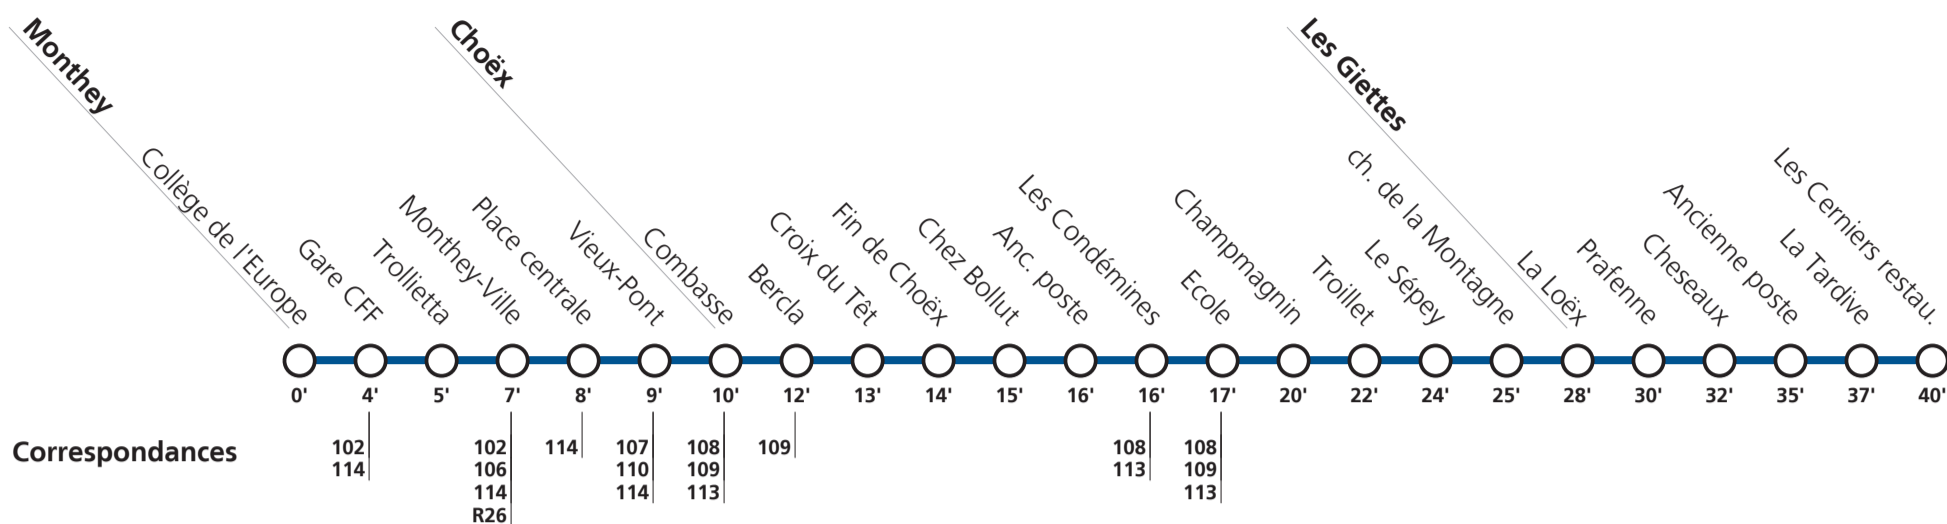 Monthey
Choëx
Les Giettes
Collège de l'Europe
Gare CFF
Trollietta
Monthey-Ville
Place centrale
Vieux-Pont
Combasse
Bercla
Croix du Têt
Fin de Choëx
Chez Bollut
Anc. poste
Les Condémines
Ecole
Champmagnin
Troillet
Le Sépey
ch. de la Montagne
La Loëx
Prafenne
Cheseaux
Ancienne poste
La Tardive
Les Cerniers restau.
0' 4' 5' 7' 8' 9' 10' 12' 13' 14' 15' 16' 16' 17' 20' 22' 24' 25' 28' 30' 32' 35' 37' 40'
Correspondances
102
114
102
106
114
R26
114
107
110
114
108
109
113
109
108
113
108
109
113